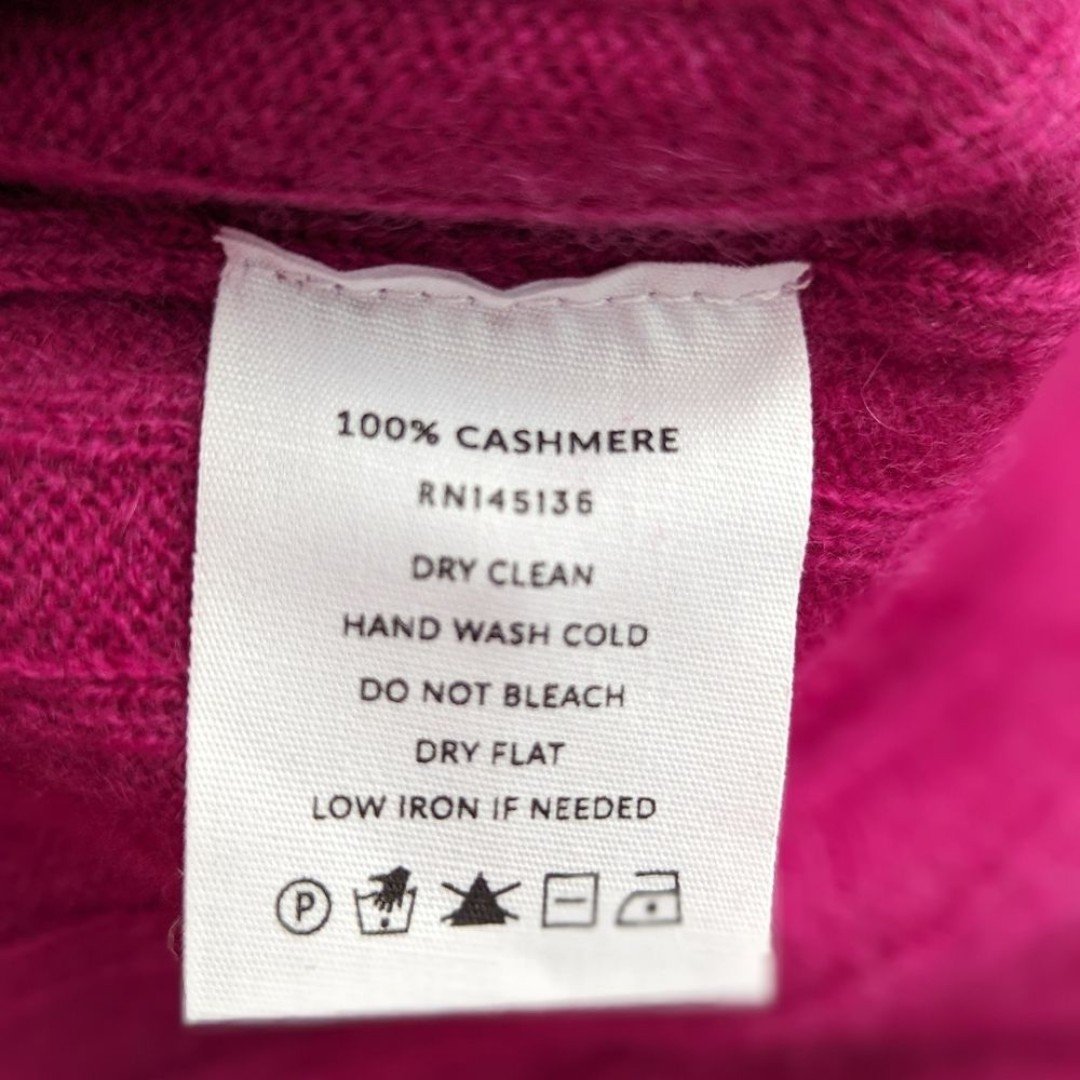 100% CASHMERE
RN145136
DRY CLEAN
HAND WASH COLD
DO NOT BLEACH
DRY FLAT
LOW IRON IF NEEDED
P